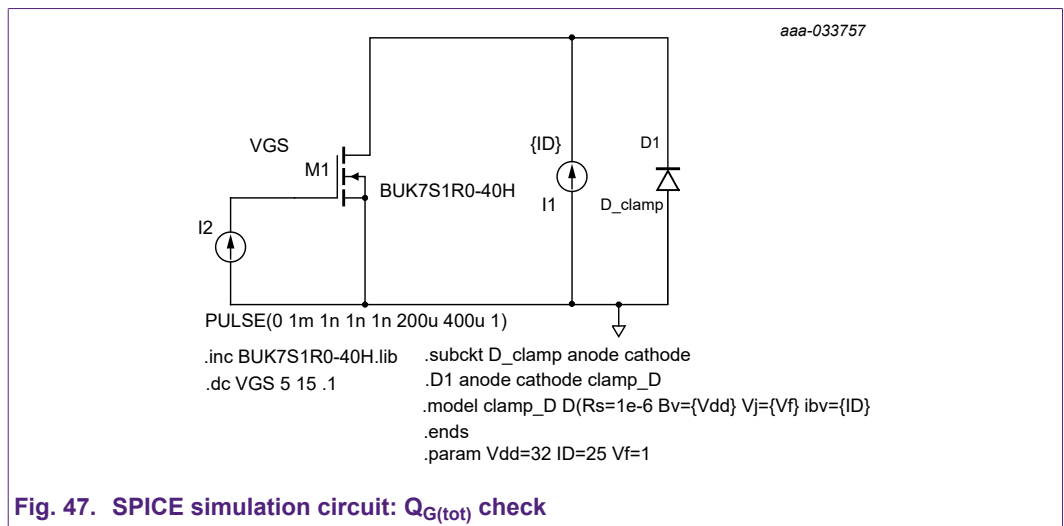 aaa-033757
VGS
M1
BUK7S1R0-40H
{ID}
I1
D1
D_clamp
I2
PULSE(0 1m 1n 1n 1n 200u 400u 1)
.inc BUK7S1R0-40H.lib
.dc VGS 5 15 .1
.subckt D_clamp anode cathode
.D1 anode cathode clamp_D
.model clamp_D D(Rs=1e-6 Bv={Vdd} Vj={Vf} ibv={ID}
.ends
.param Vdd=32 ID=25 Vf=1
Fig. 47. SPICE simulation circuit: QG(tot) check